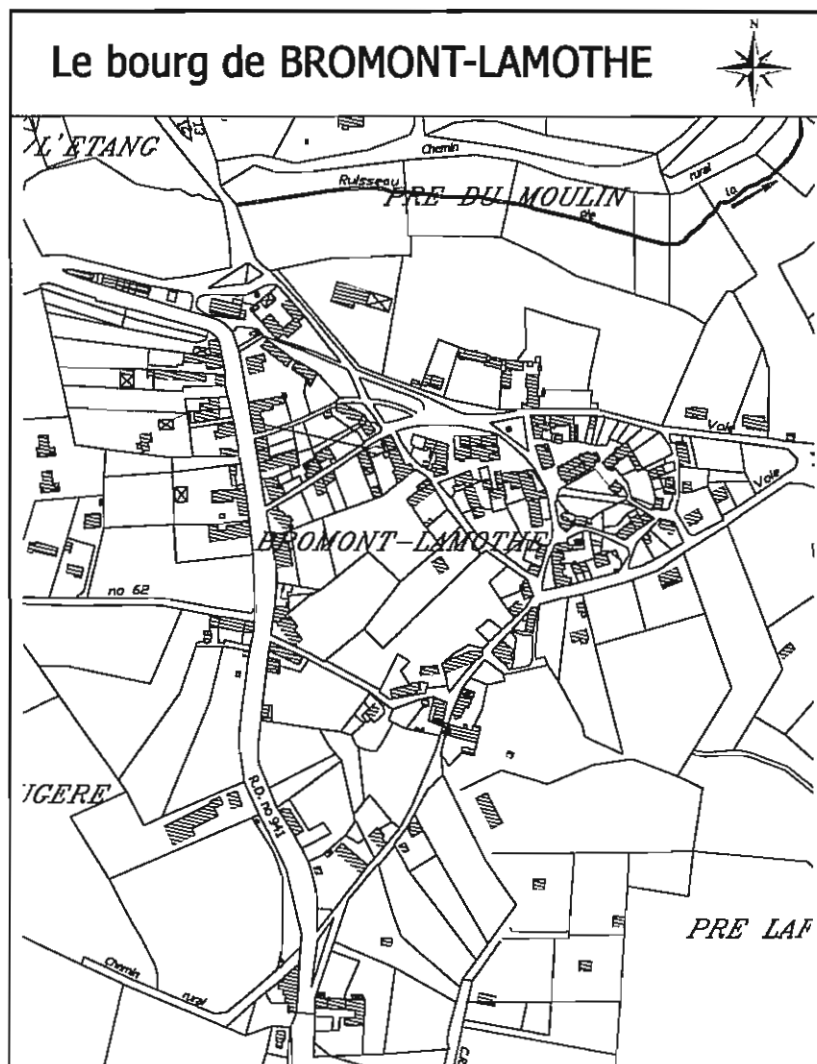 Le bourg de BROMONT-LAMOTHE
N
L'ETANG
Chemin
rural
Ruisseau
PRE DU MOULIN
la
Voie
Voie
BROMONT-LAMOTHE
no 62
UGERE
R.D. no 941
PRE LAF
Chemin
rural